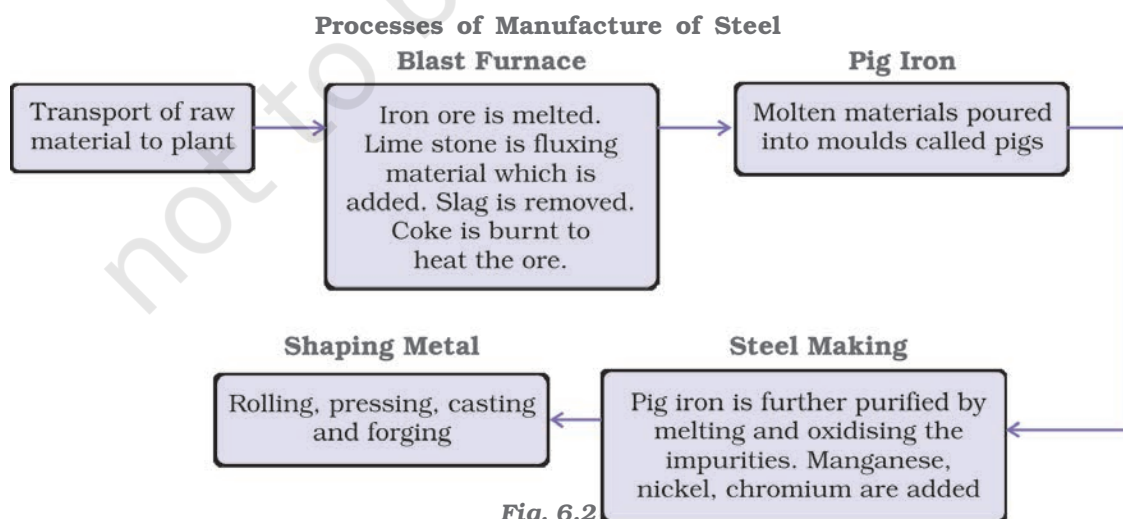 Processes of Manufacture of Steel
Blast Furnace
Pig Iron
Transport of raw
material to plant
Iron ore is melted.
Lime stone is fluxing
material which is
added. Slag is removed.
Coke is burnt to
heat the ore.
Molten materials poured
into moulds called pigs
Shaping Metal
Steel Making
Rolling, pressing, casting
and forging
Pig iron is further purified by
melting and oxidising the
impurities. Manganese,
nickel, chromium are added
Fig. 6.2
not to b